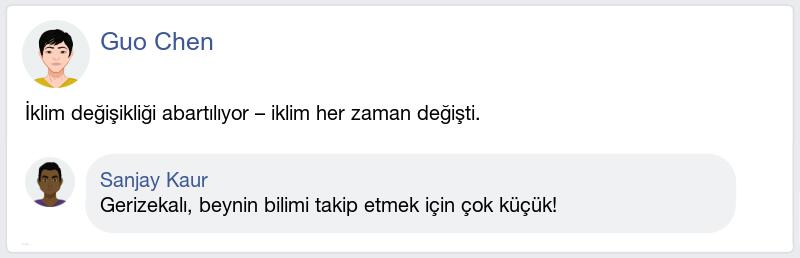 Guo Chen
İklim değişikliği abartılıyor – iklim her zaman değişti.
Sanjay Kaur
Gerizekalı, beynin bilimi takip etmek için çok küçük!